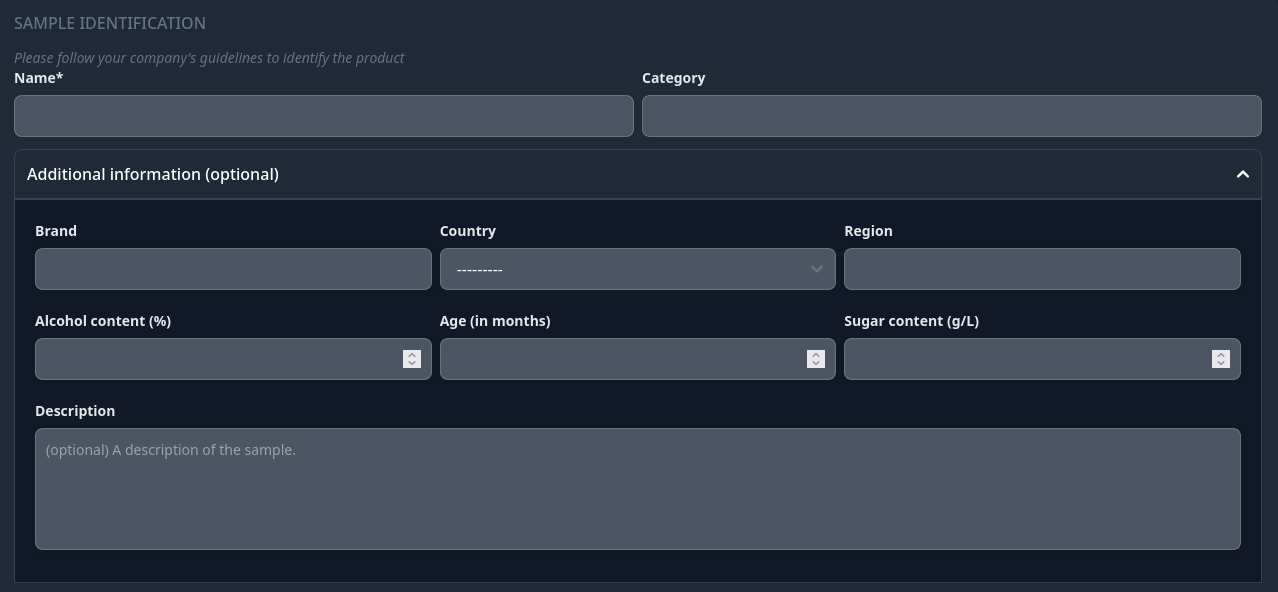 SAMPLE IDENTIFICATION
Please follow your company's guidelines to identify the product
Name* Category
Additional information (optional)
Brand Country Region
---------
Alcohol content (%) Age (in months) Sugar content (g/L)
Description
(optional) A description of the sample.